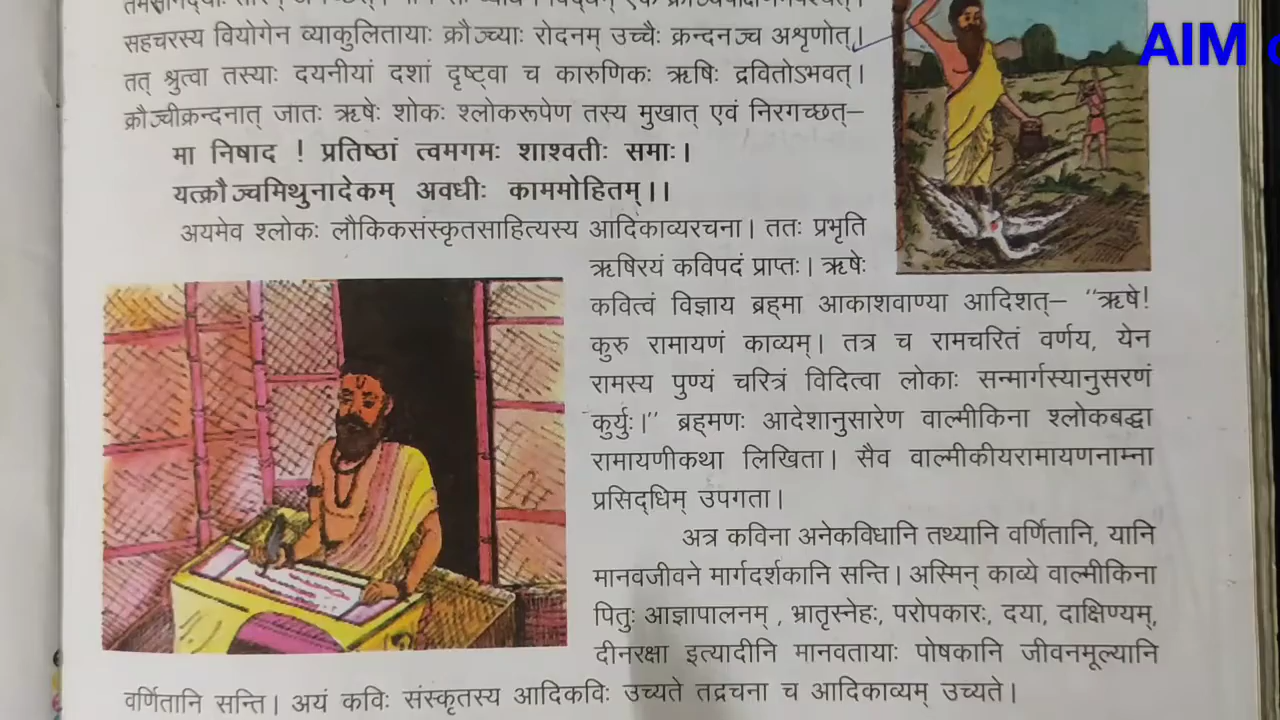 सहचरस्य वियोगेन व्याकुलितायाः क्रौञ्च्याः रोदनम् उच्चैः क्रन्दनञ्च अशृणोत्।
तत् श्रुत्वा तस्याः दयनीयां दशां दृष्ट्वा च कारुणिकः ऋषिः द्रवितोऽभवत्।
क्रौञ्चीक्रन्दनात् जातः ऋषेः शोकः श्लोकरूपेण तस्य मुखात् एवं निरगच्छत्–
मा निषाद ! प्रतिष्ठां त्वमगमः शाश्वतीः समाः।
यत्क्रौञ्चमिथुनादेकम् अवधीः काममोहितम्।।
अयमेव श्लोकः लौकिकसंस्कृतसाहित्यस्य आदिकाव्यरचना। ततः प्रभृति
ऋषिरयं कविपदं प्राप्तः। ऋषेः
कवित्वं विज्ञाय ब्रह्मा आकाशवाण्या आदिशत्– "ऋषे!
कुरु रामायणं काव्यम्। तत्र च रामचरितं वर्णय, येन
रामस्य पुण्यं चरित्रं विदित्वा लोकाः सन्मार्गस्यानुसरणं
कुर्युः।" ब्रह्मणः आदेशानुसारेण वाल्मीकिना श्लोकबद्धा
रामायणीकथा लिखिता। सैव वाल्मीकीयरामायणनाम्ना
प्रसिद्धिम् उपगता।
अत्र कविना अनेकविधानि तथ्यानि वर्णितानि, यानि
मानवजीवने मार्गदर्शकानि सन्ति। अस्मिन् काव्ये वाल्मीकिना
पितुः आज्ञापालनम् , भ्रातृस्नेहः, परोपकारः, दया, दाक्षिण्यम्,
दीनरक्षा इत्यादीनि मानवतायाः पोषकानि जीवनमूल्यानि
वर्णितानि सन्ति। अयं कविः संस्कृतस्य आदिकविः उच्यते तद्रचना च आदिकाव्यम् उच्यते।
AIM